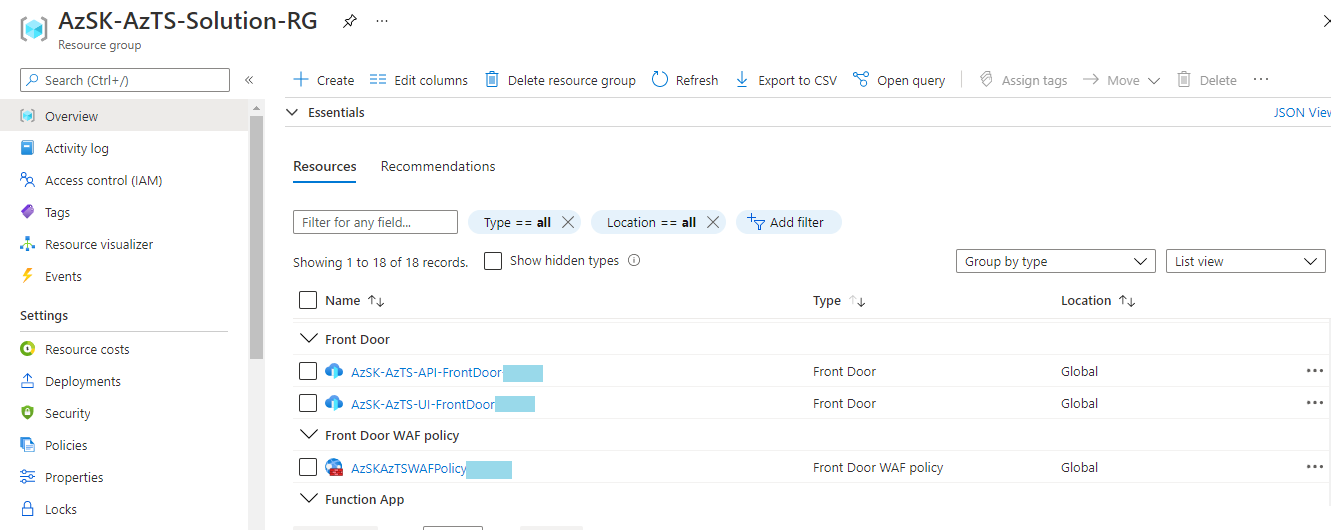 AzSK-AzTS-Solution-RG
Resource group
Search (Ctrl+/)
Create Edit columns Delete resource group Refresh Export to CSV Open query Assign tags Move Delete
Overview
Essentials JSON View
Activity log
Access control (IAM)
Resources Recommendations
Tags
Filter for any field... Type == all Location == all Add filter
Resource visualizer
Showing 1 to 18 of 18 records. Show hidden types Group by type List view
Events
Name Type Location
Settings
Front Door
Resource costs
AzSK-AzTS-API-FrontDoor Front Door Global
Deployments
AzSK-AzTS-UI-FrontDoor Front Door Global
Security
Front Door WAF policy
Policies
AzSKAzTSWAFPolicy Front Door WAF policy Global
Properties
Function App
Locks